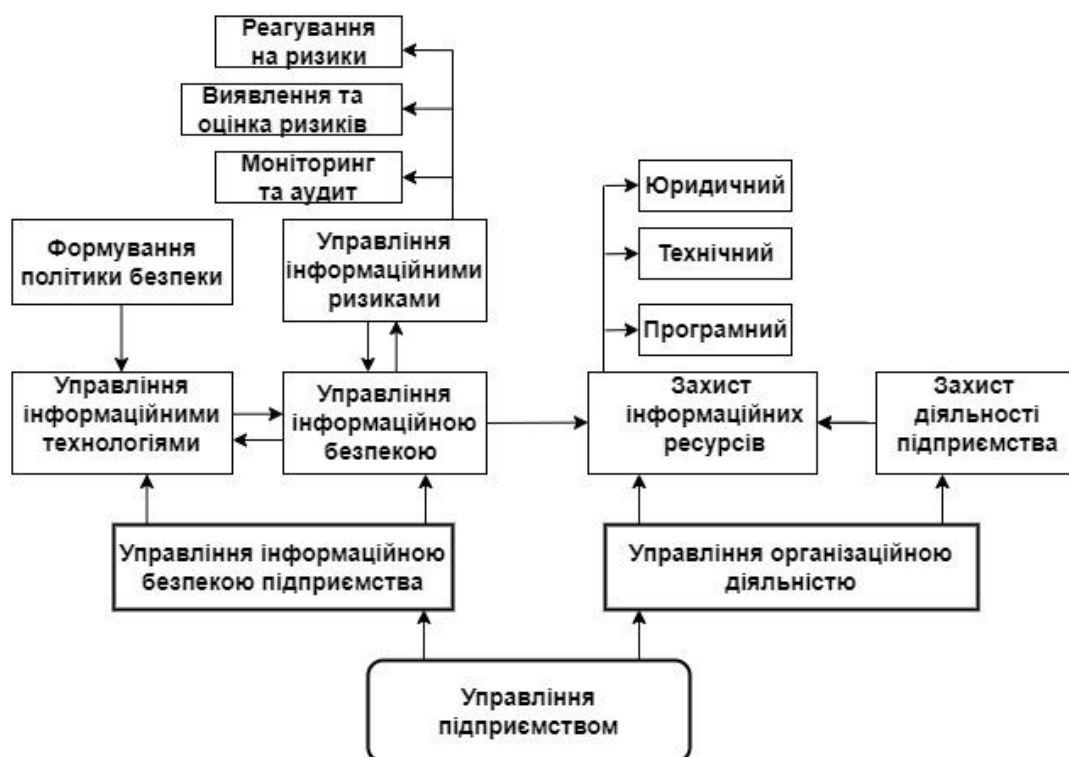 Реагування
на ризики
Виявлення та
оцінка ризиків
Моніторинг
та аудит
Юридичний
Технічний
Програмний
Формування
політики безпеки
Управління
інформаційними
ризиками
Управління
інформаційними
технологіями
Управління
інформаційною
безпекою
Захист
інформаційних
ресурсів
Захист
діяльності
підприємства
Управління інформаційною
безпекою підприємства
Управління організаційною
діяльністю
Управління
підприємством